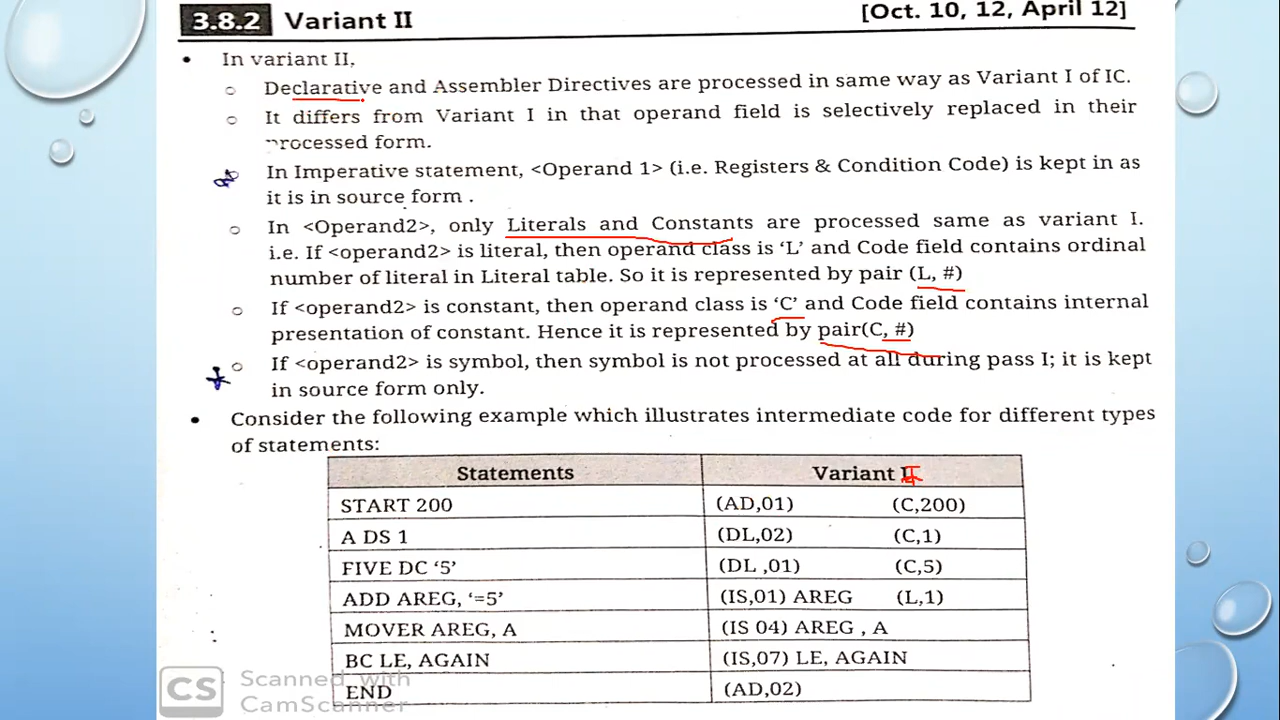 3.8.2 Variant II [Oct. 10, 12, April 12]
• In variant II,
o Declarative and Assembler Directives are processed in same way as Variant I of IC.
o It differs from Variant I in that operand field is selectively replaced in their
processed form.
o In Imperative statement, <Operand 1> (i.e. Registers & Condition Code) is kept in as
it is in source form .
o In <Operand2>, only Literals and Constants are processed same as variant I.
i.e. If <operand2> is literal, then operand class is ‘L’ and Code field contains ordinal
number of literal in Literal table. So it is represented by pair (L, #)
o If <operand2> is constant, then operand class is ‘C’ and Code field contains internal
presentation of constant. Hence it is represented by pair(C, #)
o If <operand2> is symbol, then symbol is not processed at all during pass I; it is kept
in source form only.
• Consider the following example which illustrates intermediate code for different types
of statements:
Statements Variant II
START 200 (AD,01) (C,200)
A DS 1 (DL,02) (C,1)
FIVE DC ‘5’ (DL ,01) (C,5)
ADD AREG, ‘=5’ (IS,01) AREG (L,1)
MOVER AREG, A (IS 04) AREG , A
BC LE, AGAIN (IS,07) LE, AGAIN
END (AD,02)
CS Scanned with
CamScanner